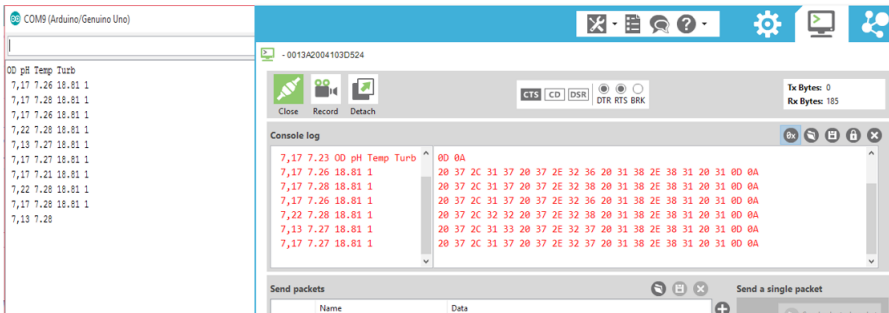 COM9 (Arduino/Genuino Uno)
OD pH Temp Turb
7,17 7.26 18.81 1
7,17 7.28 18.81 1
7,17 7.26 18.81 1
7,22 7.28 18.81 1
7,13 7.27 18.81 1
7,17 7.27 18.81 1
7,17 7.21 18.81 1
7,22 7.28 18.81 1
7,17 7.28 18.81 1
7,13 7.28
- 0013A2004103D524
Close Record Detach
CTS CD DSR DTR RTS BRK
Tx Bytes: 0
Rx Bytes: 185
Console log
7,17 7.23 OD pH Temp Turb 0D 0A
7,17 7.26 18.81 1 20 37 2C 31 37 20 37 2E 32 36 20 31 38 2E 38 31 20 31 0D 0A
7,17 7.28 18.81 1 20 37 2C 31 37 20 37 2E 32 38 20 31 38 2E 38 31 20 31 0D 0A
7,17 7.26 18.81 1 20 37 2C 31 37 20 37 2E 32 36 20 31 38 2E 38 31 20 31 0D 0A
7,22 7.28 18.81 1 20 37 2C 32 32 20 37 2E 32 38 20 31 38 2E 38 31 20 31 0D 0A
7,13 7.27 18.81 1 20 37 2C 31 33 20 37 2E 32 37 20 31 38 2E 38 31 20 31 0D 0A
7,17 7.27 18.81 1 20 37 2C 31 37 20 37 2E 32 37 20 31 38 2E 38 31 20 31 0D 0A
Send packets
Send a single packet
Name Data